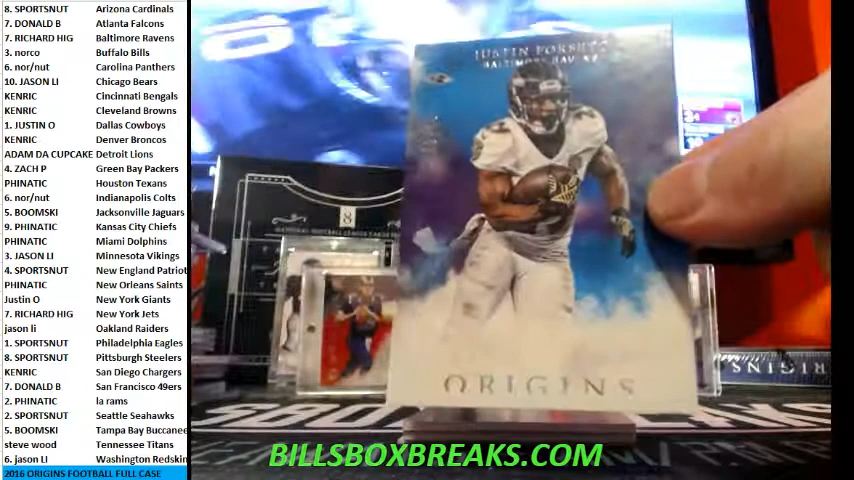 8. SPORTSNUT Arizona Cardinals
7. DONALD B Atlanta Falcons
7. RICHARD HIG Baltimore Ravens
3. norco Buffalo Bills
6. nor/nut Carolina Panthers
10. JASON LI Chicago Bears
KENRIC Cincinnati Bengals
KENRIC Cleveland Browns
1. JUSTIN O Dallas Cowboys
KENRIC Denver Broncos
ADAM DA CUPCAKE Detroit Lions
4. ZACH P Green Bay Packers
PHINATIC Houston Texans
6. nor/nut Indianapolis Colts
5. BOOMSKI Jacksonville Jaguars
9. PHINATIC Kansas City Chiefs
PHINATIC Miami Dolphins
3. JASON LI Minnesota Vikings
4. SPORTSNUT New England Patriot
PHINATIC New Orleans Saints
Justin O New York Giants
7. RICHARD HIG New York Jets
jason li Oakland Raiders
1. SPORTSNUT Philadelphia Eagles
8. SPORTSNUT Pittsburgh Steelers
KENRIC San Diego Chargers
7. DONALD B San Francisco 49ers
2. PHINATIC la rams
2. SPORTSNUT Seattle Seahawks
5. BOOMSKI Tampa Bay Buccanee
steve wood Tennessee Titans
6. jason LI Washington Redskin
2016 ORIGINS FOOTBALL FULL CASE
JUSTIN FORSETT
ORIGINS
BILLSBOXBREAKS.COM